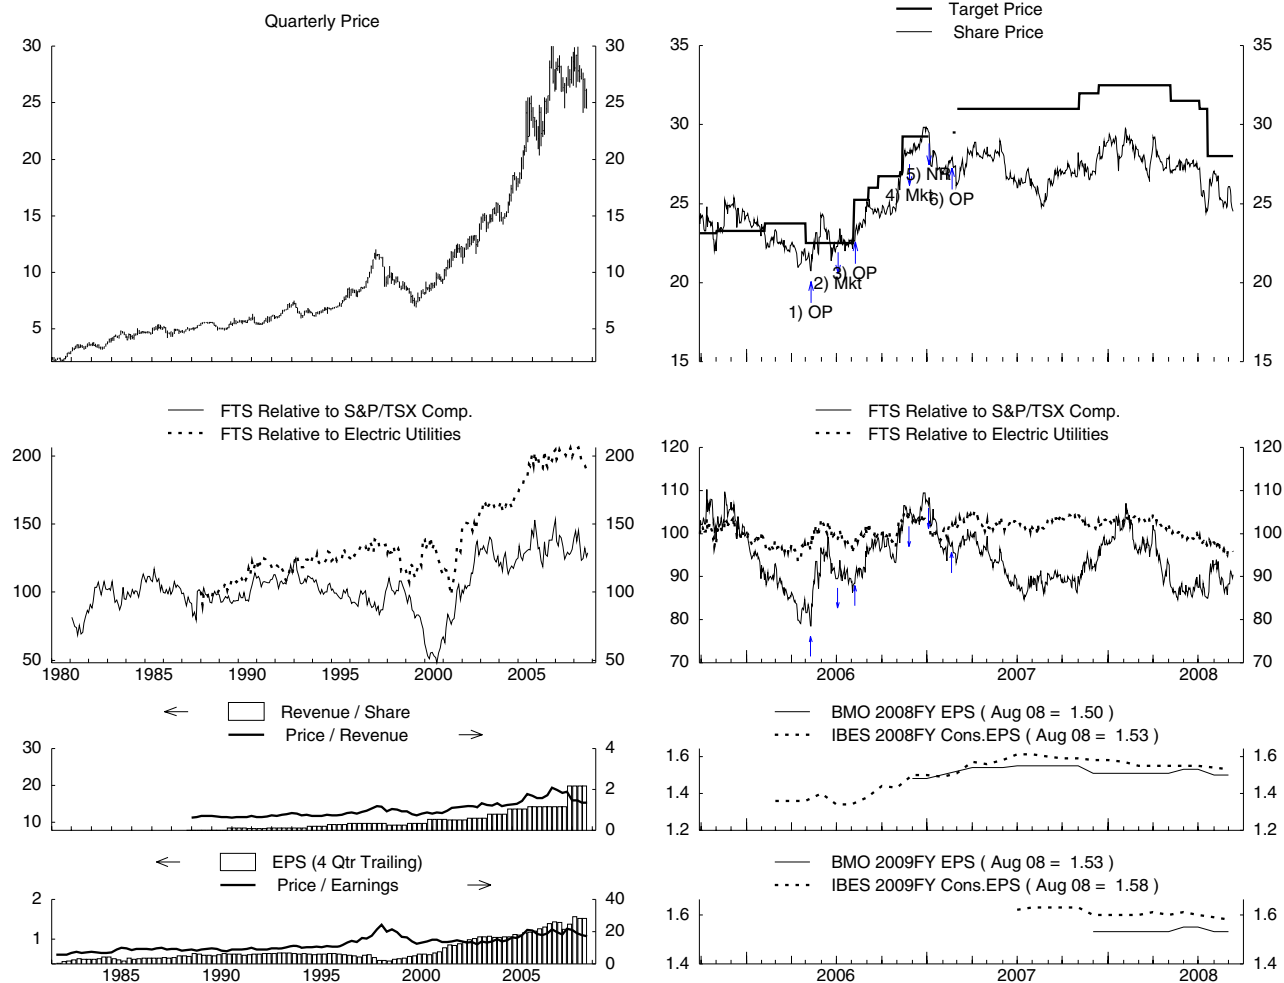 Quarterly Price
30 30
25 25
20 20
15 15
10 10
5 5
Target Price
Share Price
35 35
30 30
25 25
20 20
15 15
1) OP
2) Mkt
3) OP
4) Mkt
5) NR
6) OP
FTS Relative to S&P/TSX Comp.
FTS Relative to Electric Utilities
200 200
150 150
100 100
50 50
1980 1985 1990 1995 2000 2005
FTS Relative to S&P/TSX Comp.
FTS Relative to Electric Utilities
120 120
110 110
100 100
90 90
80 80
70 70
2006 2007 2008
Revenue / Share
Price / Revenue
30 4
20 2
10 0
BMO 2008FY EPS ( Aug 08 = 1.50 )
IBES 2008FY Cons.EPS ( Aug 08 = 1.53 )
1.6 1.6
1.4 1.4
1.2 1.2
EPS (4 Qtr Trailing)
Price / Earnings
2 40
1 20
0
1985 1990 1995 2000 2005
BMO 2009FY EPS ( Aug 08 = 1.53 )
IBES 2009FY Cons.EPS ( Aug 08 = 1.58 )
1.6 1.6
1.4 1.4
2006 2007 2008